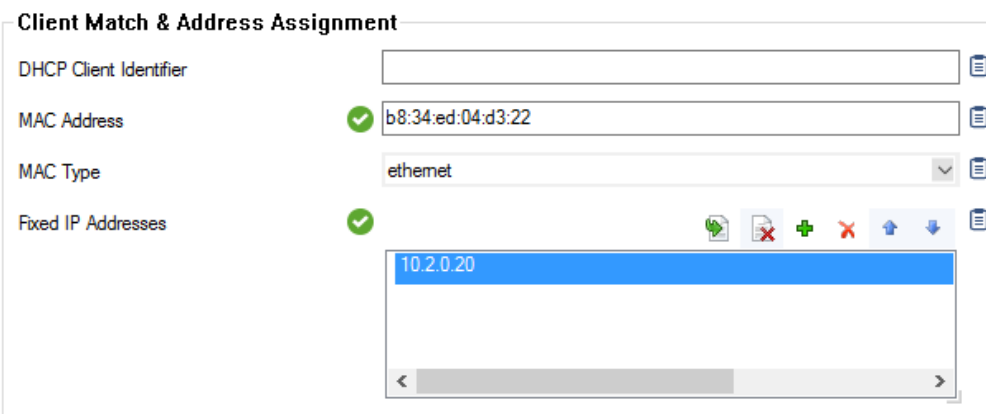 Client Match & Address Assignment
DHCP Client Identifier
MAC Address
b8:34:ed:04:d3:22
MAC Type
ethernet
Fixed IP Addresses
10.2.0.20